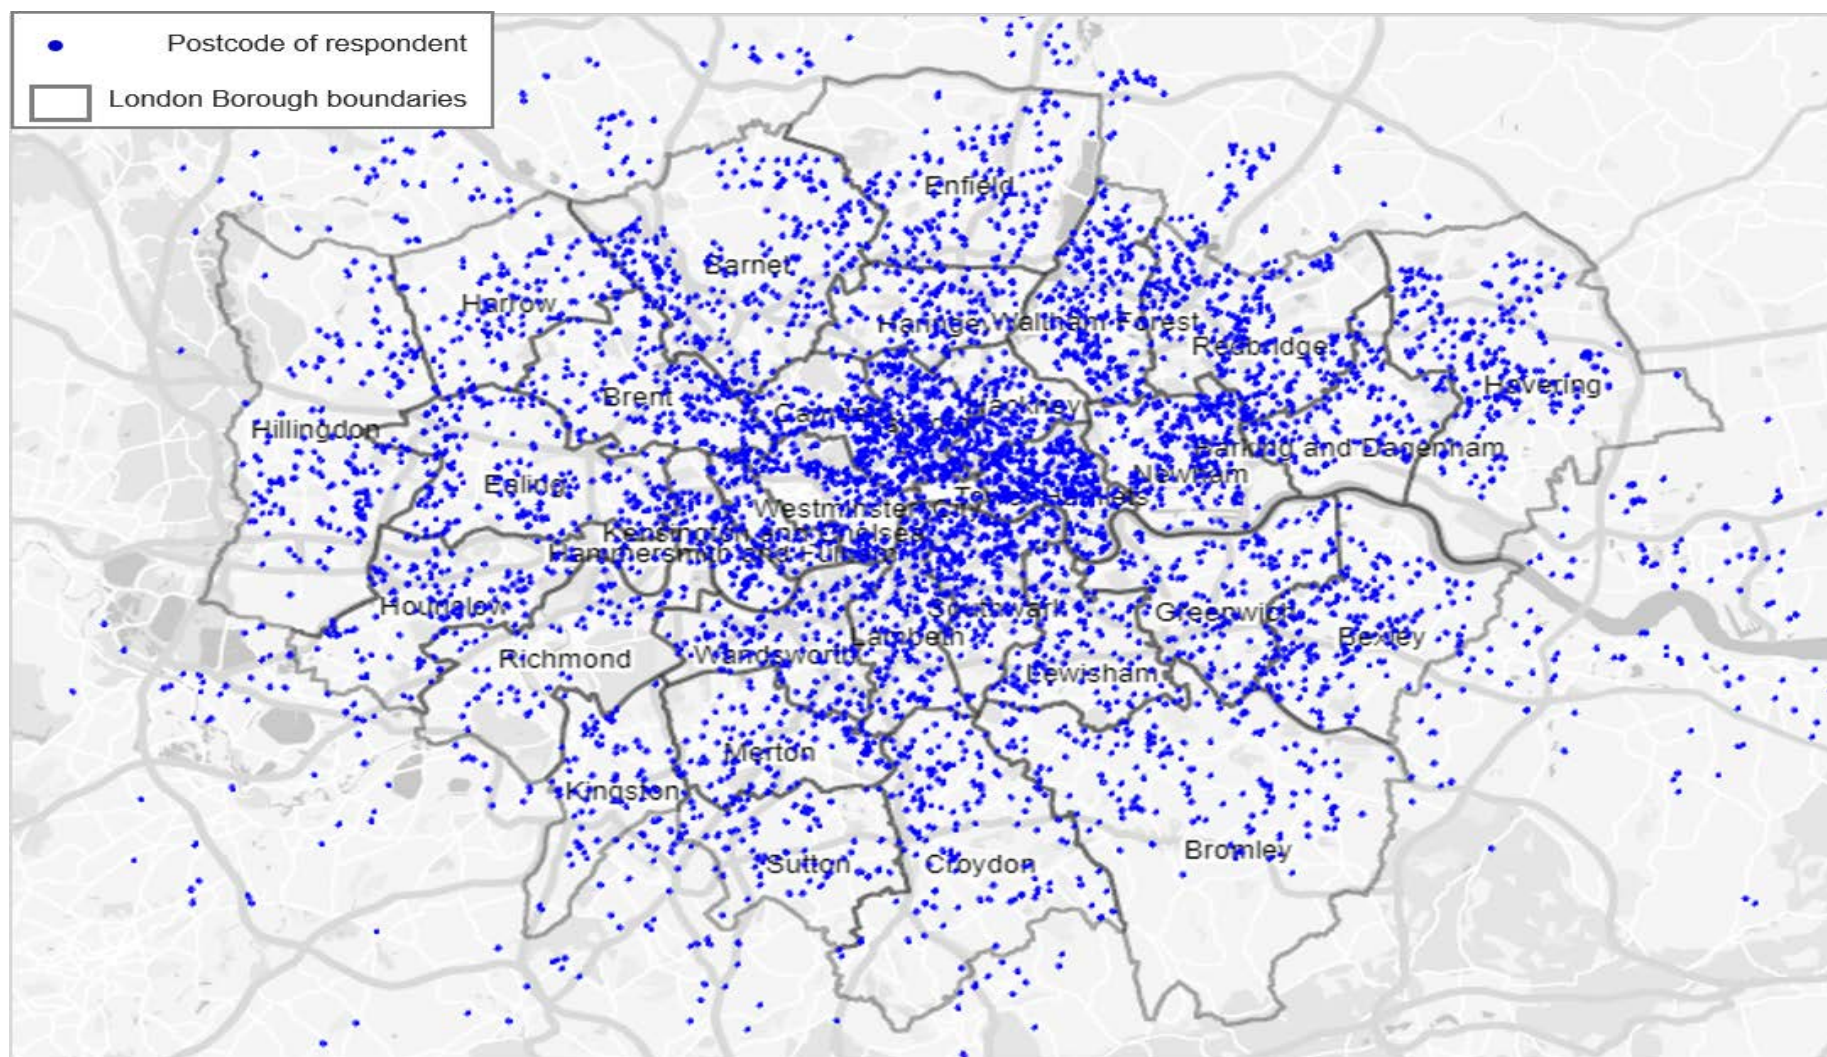 Postcode of respondent
London Borough boundaries
Enfield
Barnet
Harrow
Waltham Forest
Redbridge
Havering
Brent
Hackney
Hillingdon
Barking and Dagenham
Newham
Ealing
Tower Hamlets
Westminster City
Kensington and Chelsea
Hammersmith and Fulham
Hounslow
Southwark
Greenwich
Lambeth
Bexley
Richmond
Wandsworth
Lewisham
Merton
Kingston
Sutton
Croydon
Bromley